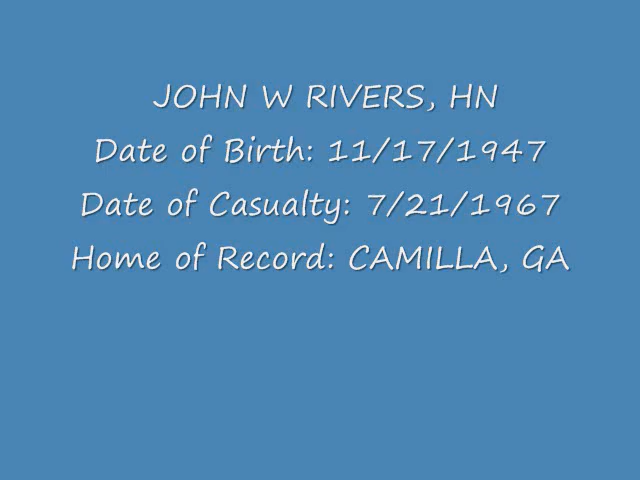 JOHN W RIVERS, HN
Date of Birth: 11/17/1947
Date of Casualty: 7/21/1967
Home of Record: CAMILLA, GA